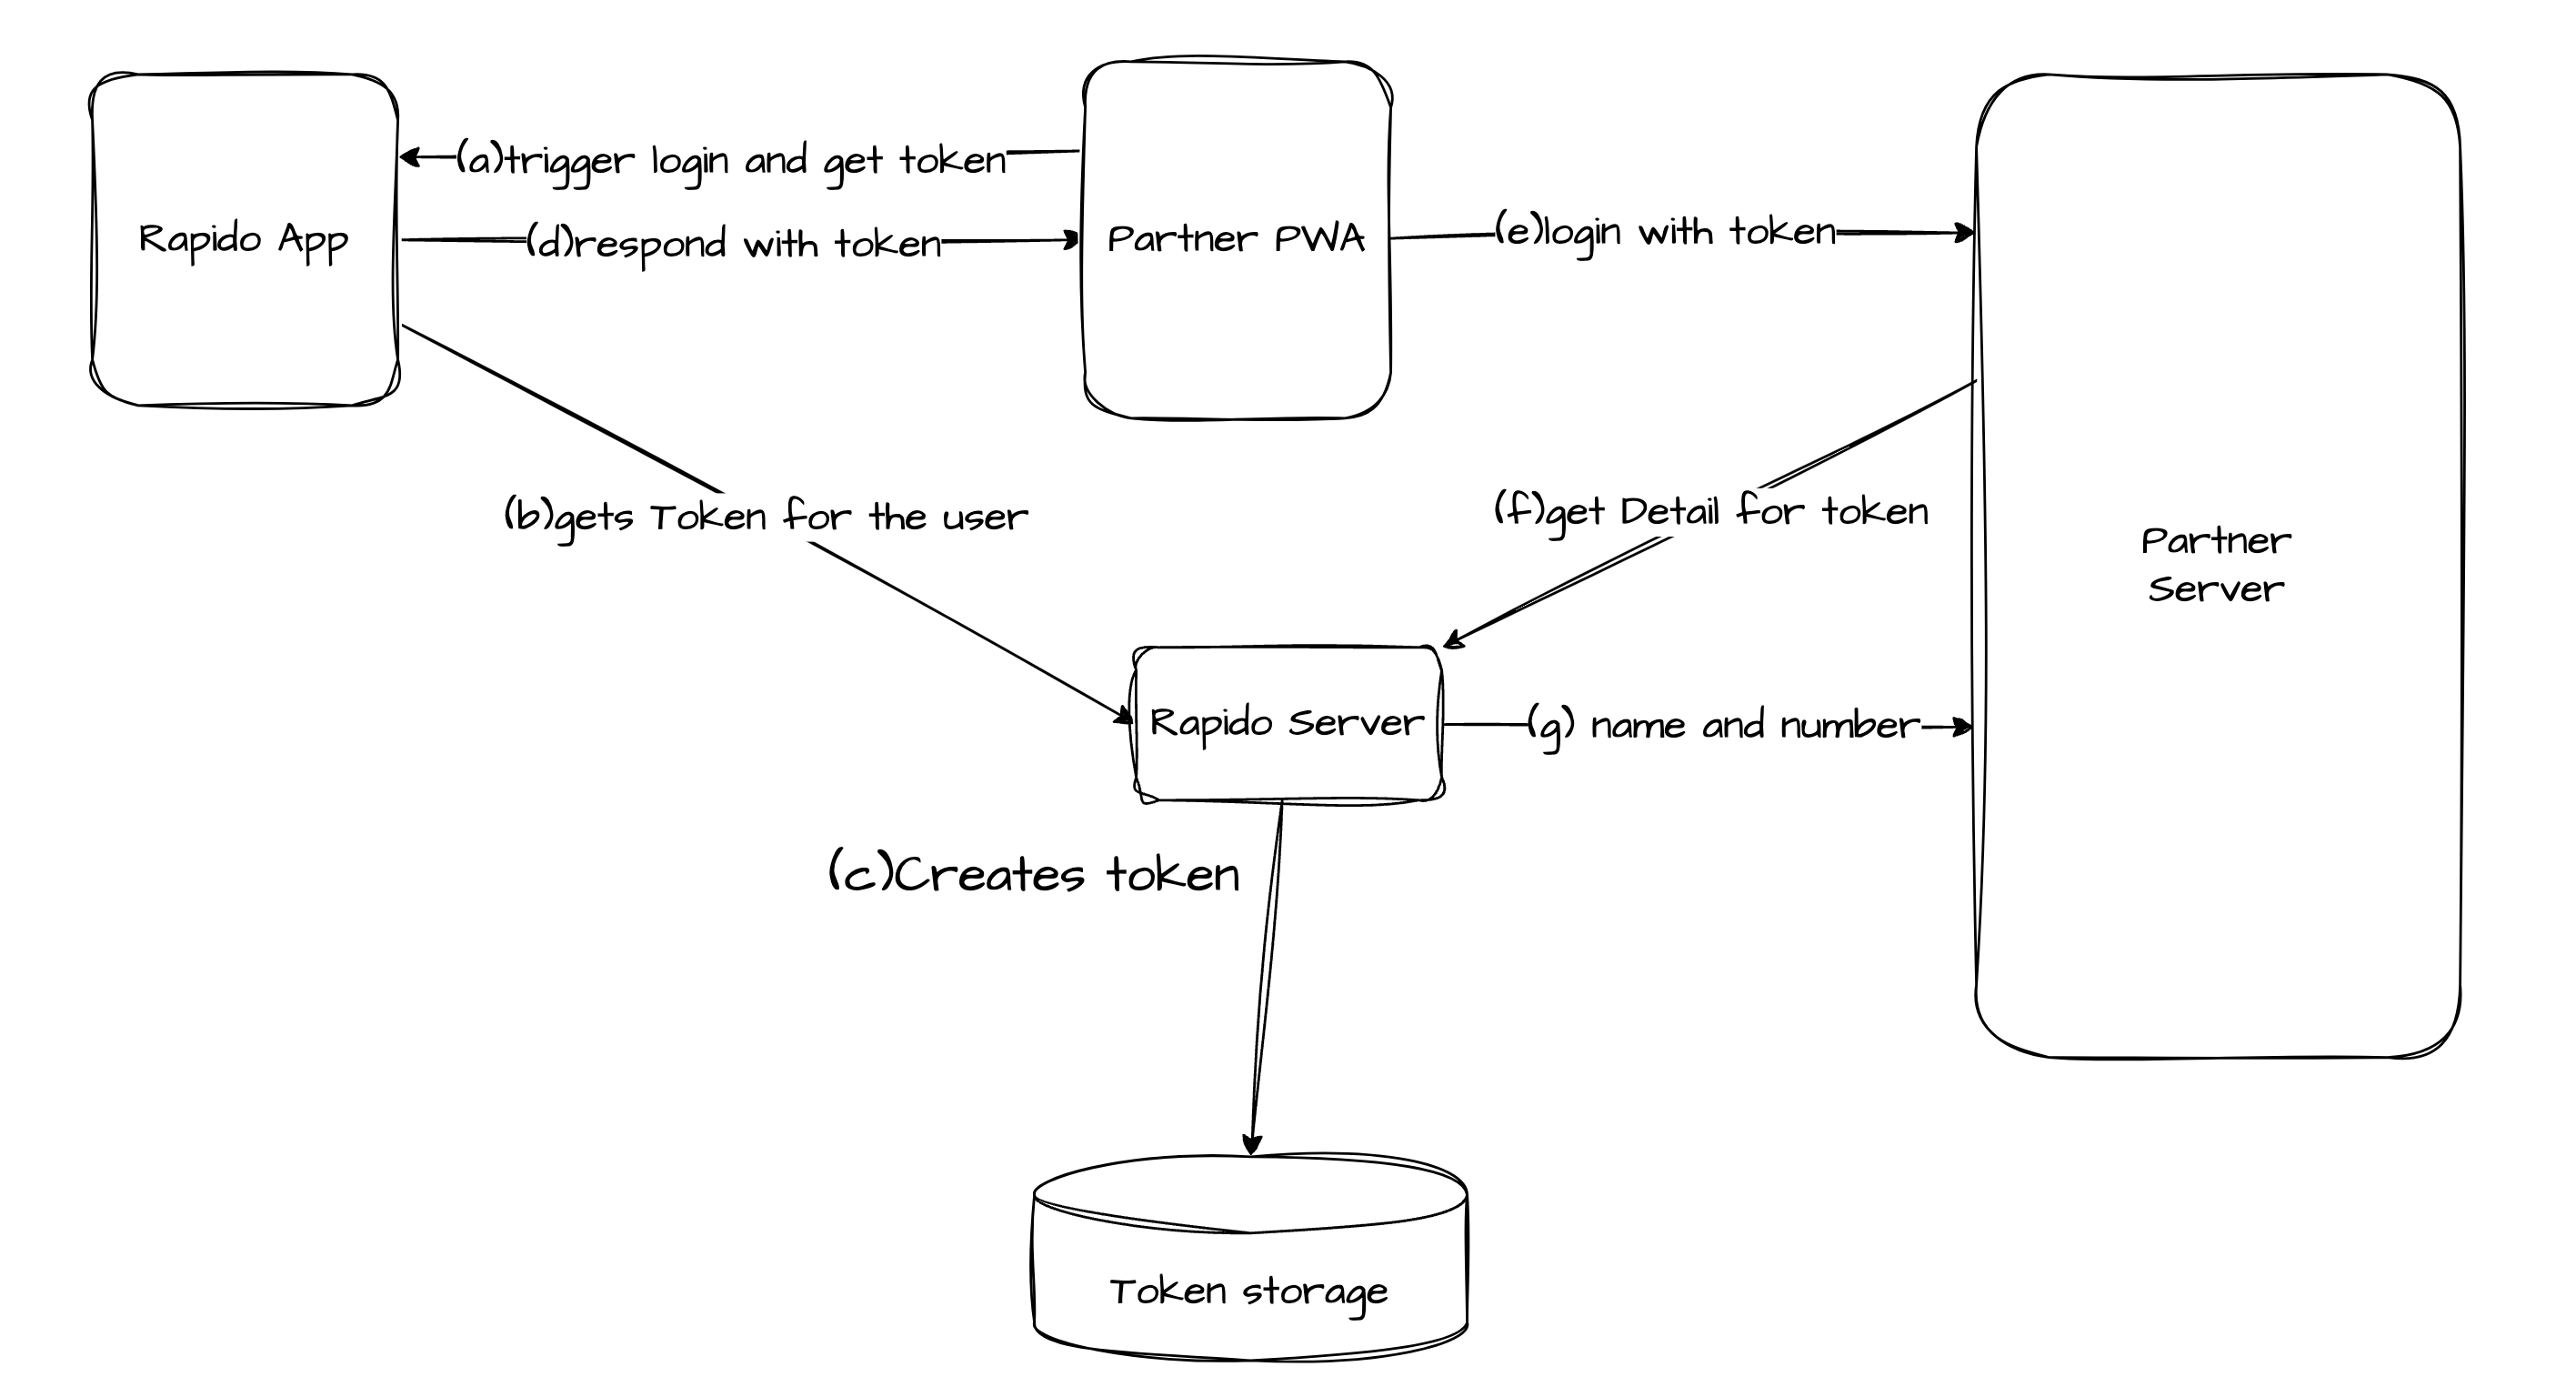 (a)trigger login and get token
Rapido App
(d)respond with token
Partner PWA
(e)login with token
(b)gets Token for the user
(f)get Detail for token
Partner
Server
Rapido Server
(g) name and number
(c)Creates token
Token storage